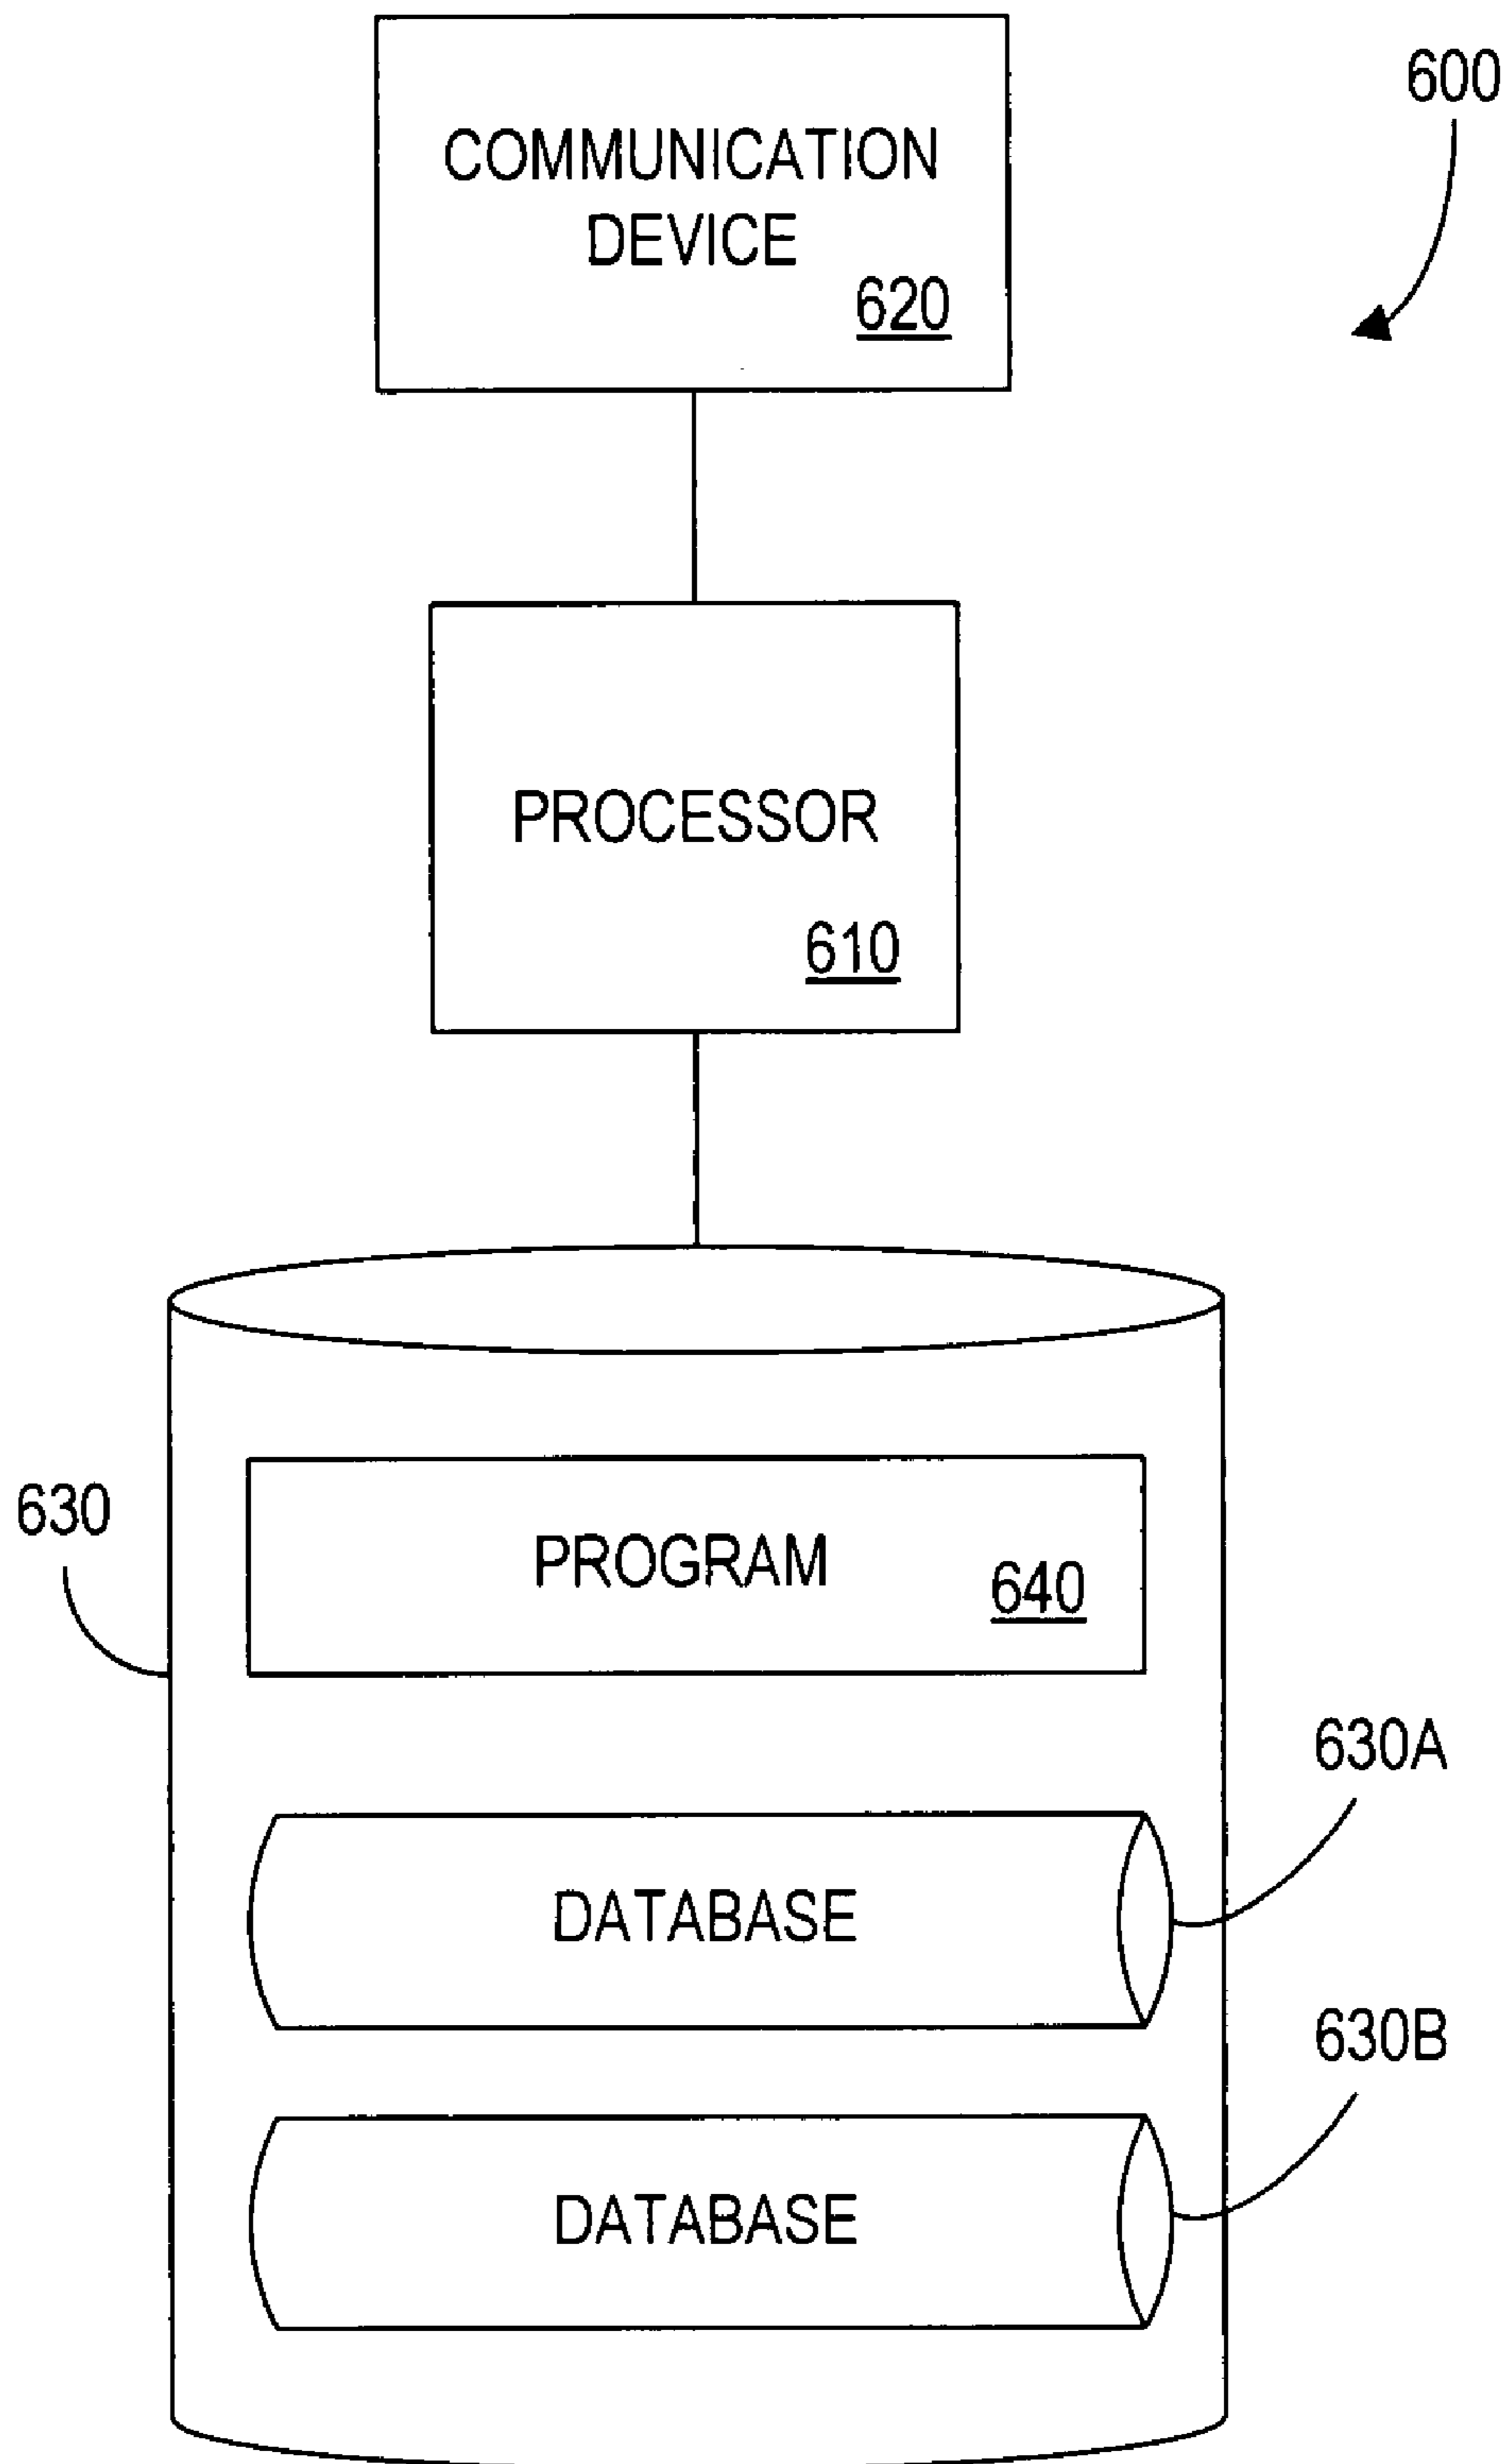 600
COMMUNICATION
DEVICE
620
PROCESSOR
610
630
PROGRAM
640
630A
DATABASE
630B
DATABASE